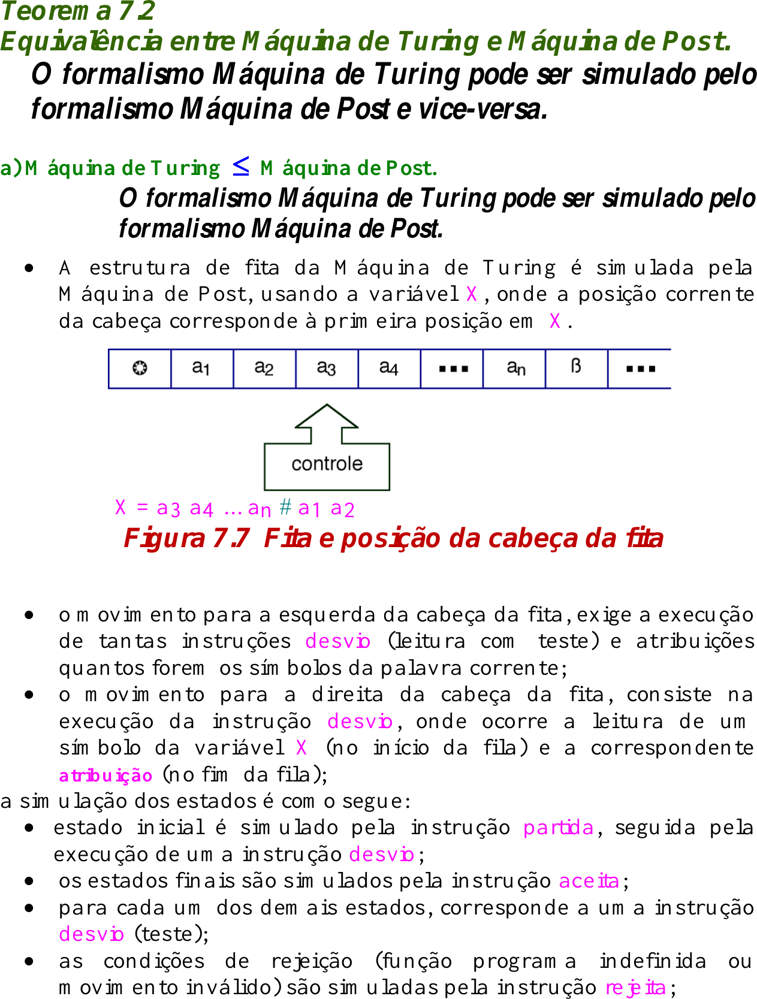 Teorema 7.2
Equivalência entre Máquina de Turing e Máquina de Post.
O formalismo Máquina de Turing pode ser simulado pelo
formalismo Máquina de Post e vice-versa.
a) Máquina de Turing ≤ Máquina de Post.
O formalismo Máquina de Turing pode ser simulado pelo
formalismo Máquina de Post.
• A estrutura de fita da Máquina de Turing é simulada pela
Máquina de Post, usando a variável X, onde a posição corrente
da cabeça corresponde à primeira posição em X.
❂ a1 a2 a3 a4 ... an ß ...
controle
X = a3 a4 ... an # a1 a2
Figura 7.7 Fita e posição da cabeça da fita
• o movimento para a esquerda da cabeça da fita, exige a execução
de tantas instruções desvio (leitura com teste) e atribuições
quantos forem os símbolos da palavra corrente;
• o movimento para a direita da cabeça da fita, consiste na
execução da instrução desvio, onde ocorre a leitura de um
símbolo da variável X (no início da fila) e a correspondente
atribuição (no fim da fila);
a simulação dos estados é como segue:
• estado inicial é simulado pela instrução partida, seguida pela
execução de uma instrução desvio;
• os estados finais são simulados pela instrução aceita;
• para cada um dos demais estados, corresponde a uma instrução
desvio (teste);
• as condições de rejeição (função programa indefinida ou
movimento inválido) são simuladas pela instrução rejeita;